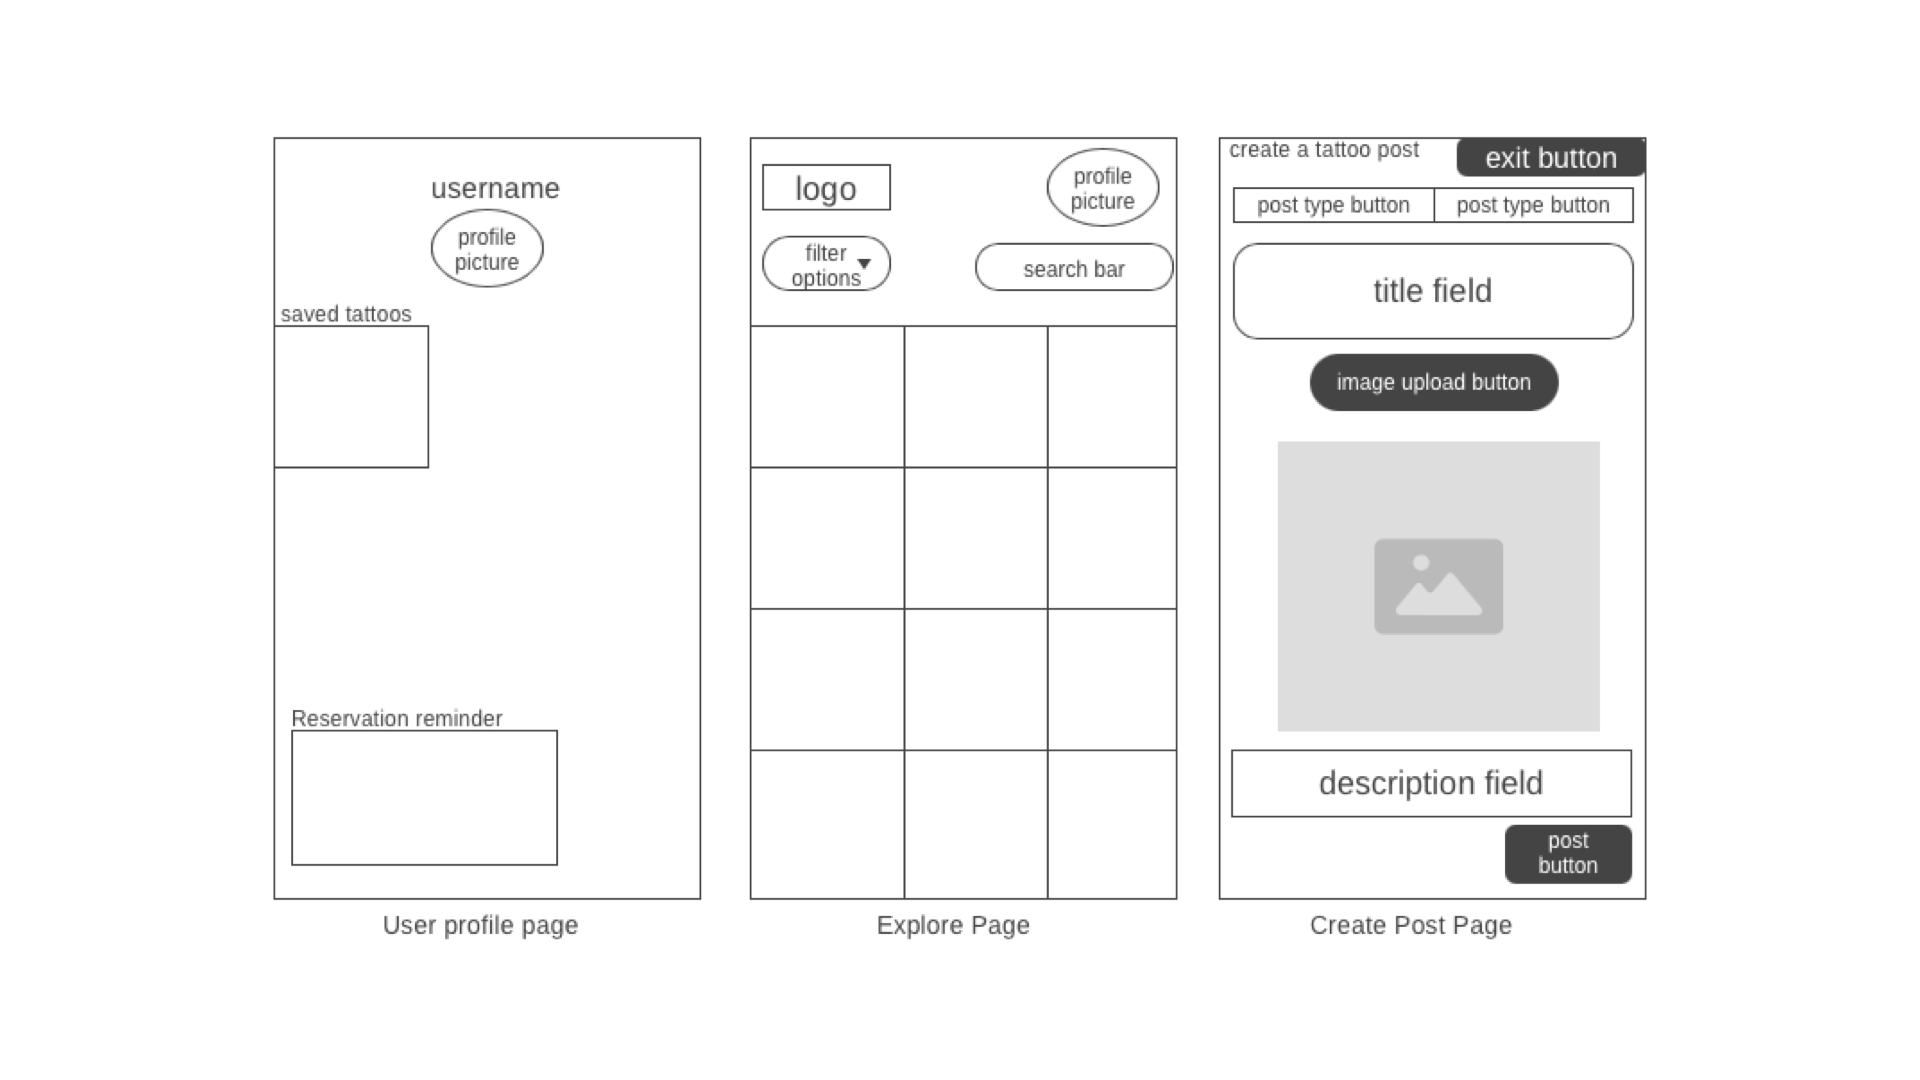 username
profile
picture
saved tattoos
Reservation reminder
User profile page
logo
profile
picture
filter
options
search bar
Explore Page
create a tattoo post
exit button
post type button
post type button
title field
image upload button
description field
post
button
Create Post Page